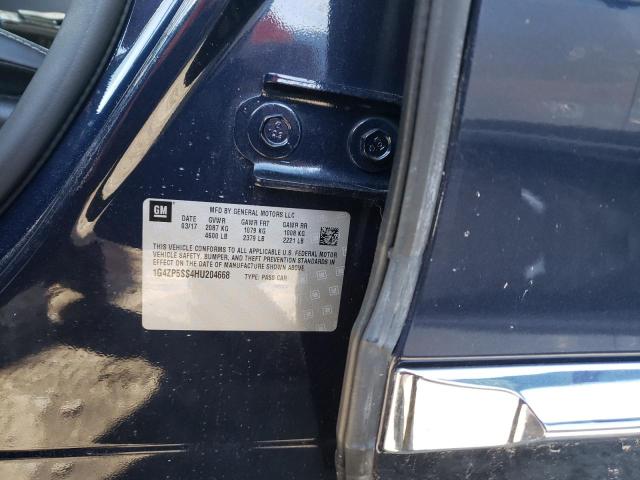 GM
MFD BY GENERAL MOTORS LLC
DATE GVWR GAWR FRT GAWR RR
03/17 2087 KG 1079 KG 1008 KG
4600 LB 2379 LB 2221 LB
THIS VEHICLE CONFORMS TO ALL APPLICABLE U.S. FEDERAL MOTOR
VEHICLE SAFETY, BUMPER, AND THEFT PREVENTION STANDARDS IN
EFFECT ON THE DATE OF MANUFACTURE SHOWN ABOVE.
1G4ZP5SS4HU204668 TYPE: PASS CAR